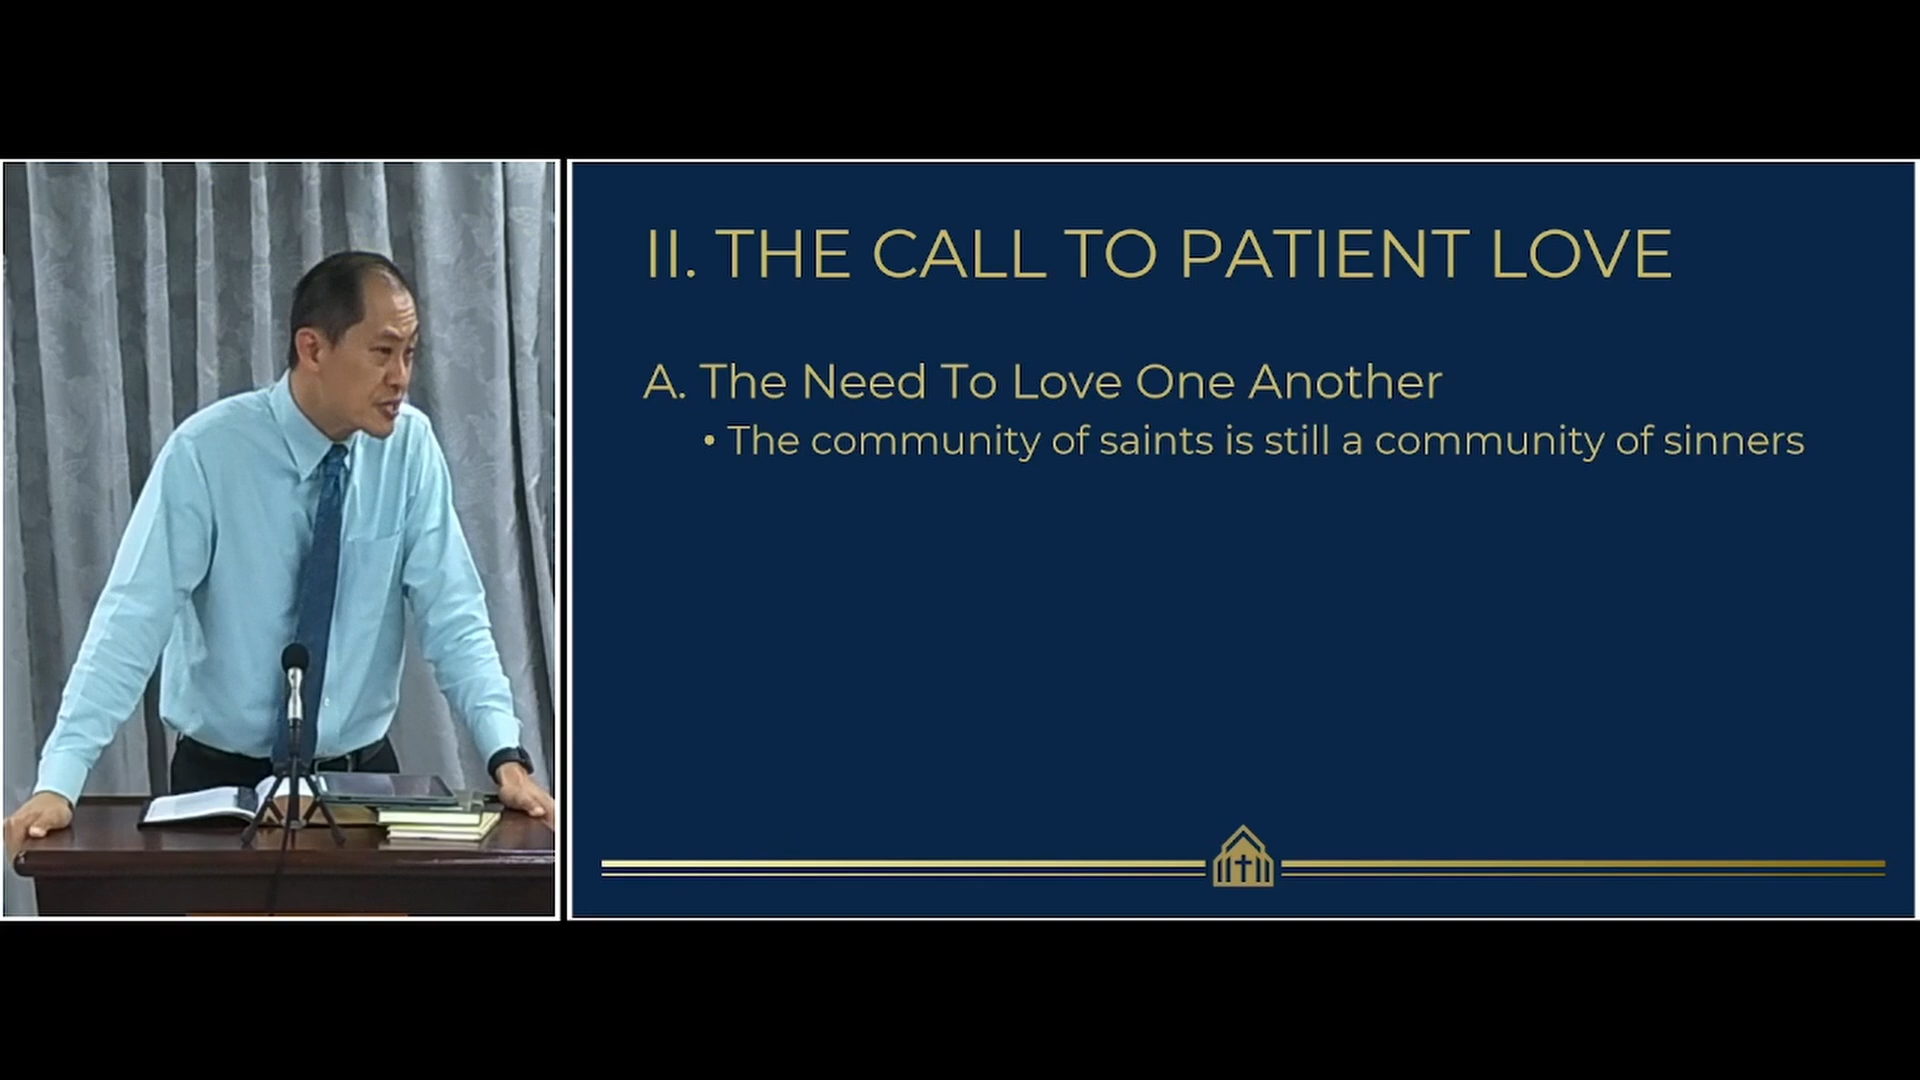 II. THE CALL TO PATIENT LOVE
A. The Need To Love One Another
• The community of saints is still a community of sinners